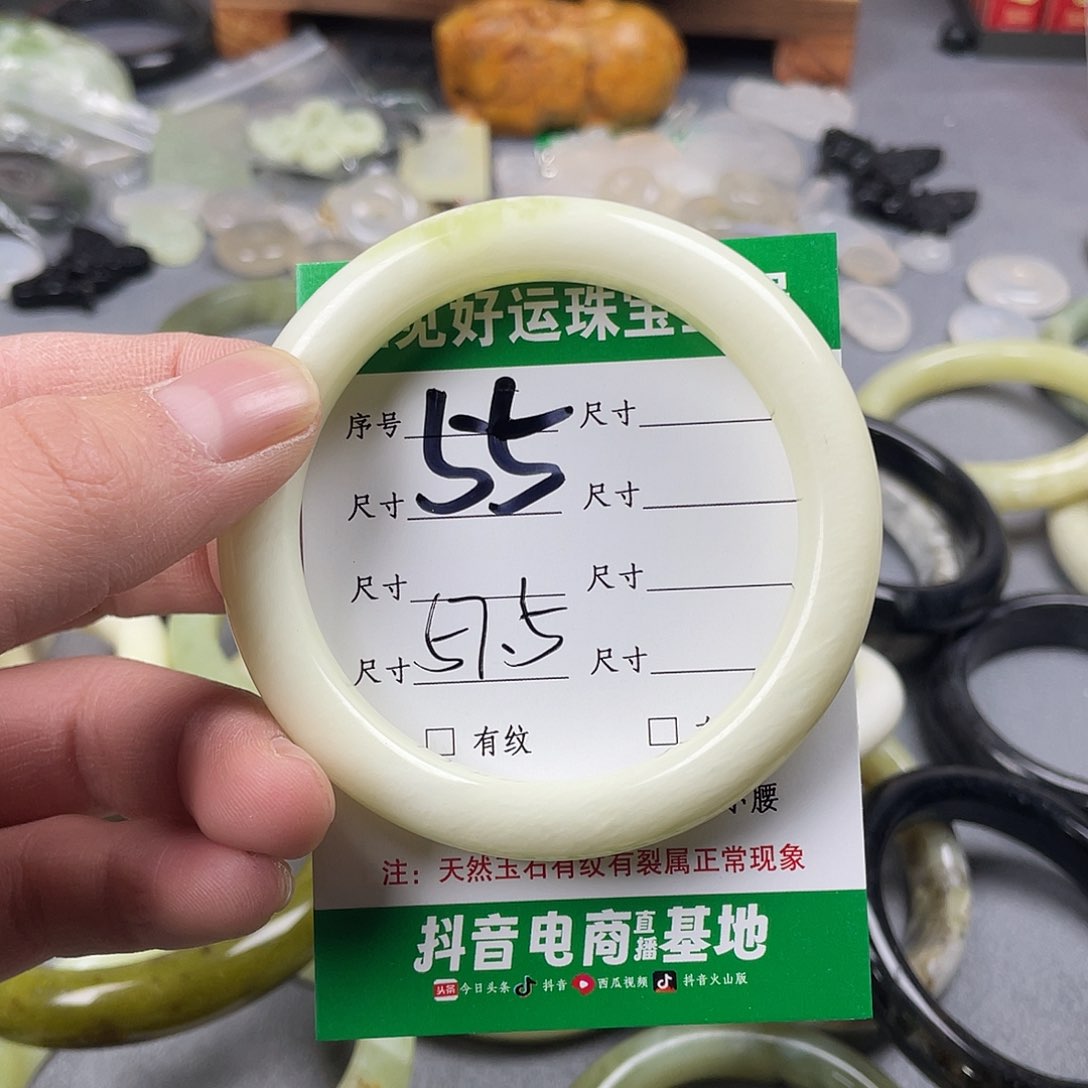 见好运珠宝
序号 55 尺寸
尺寸 尺寸
尺寸 尺寸
尺寸 57.5 尺寸
□ 有纹 □
小腰
注：天然玉石有纹有裂属正常现象
抖音电商直播基地
头条 今日头条 抖音 西瓜视频 抖音火山版